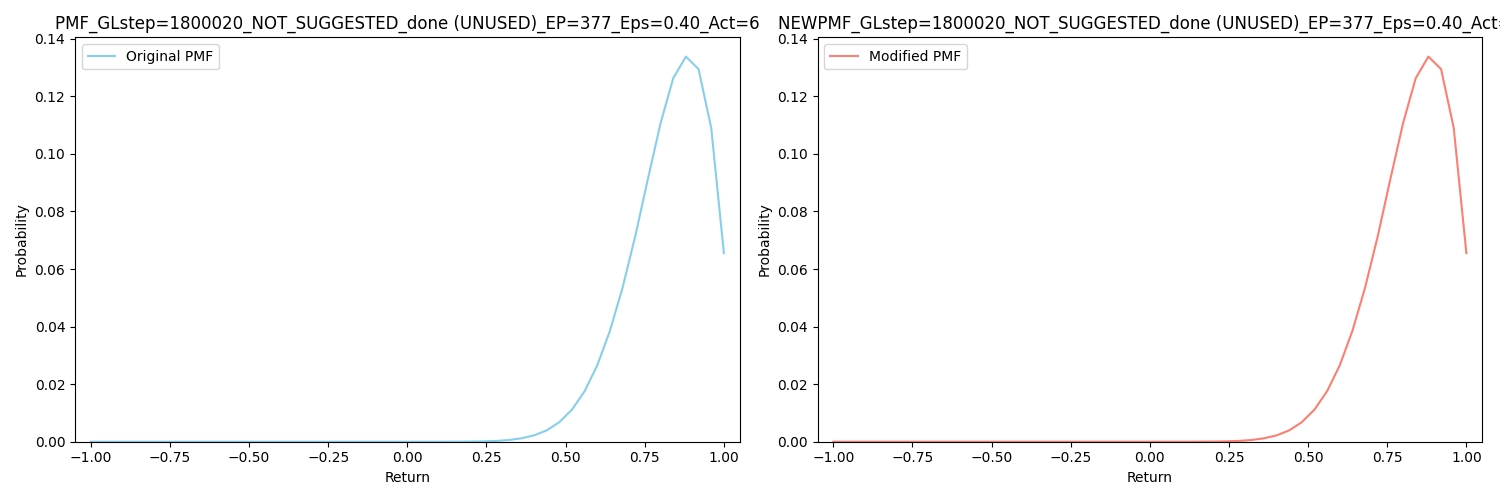 PMF_GLstep=1800020_NOT_SUGGESTED_done (UNUSED)_EP=377_Eps=0.40_Act=6
Original PMF
0.14
0.12
0.10
0.08
0.06
0.04
0.02
0.00
Probability
−1.00 −0.75 −0.50 −0.25 0.00 0.25 0.50 0.75 1.00
Return
NEWPMF_GLstep=1800020_NOT_SUGGESTED_done (UNUSED)_EP=377_Eps=0.40_Act=
Modified PMF
0.14
0.12
0.10
0.08
0.06
0.04
0.02
0.00
Probability
−1.00 −0.75 −0.50 −0.25 0.00 0.25 0.50 0.75 1.00
Return